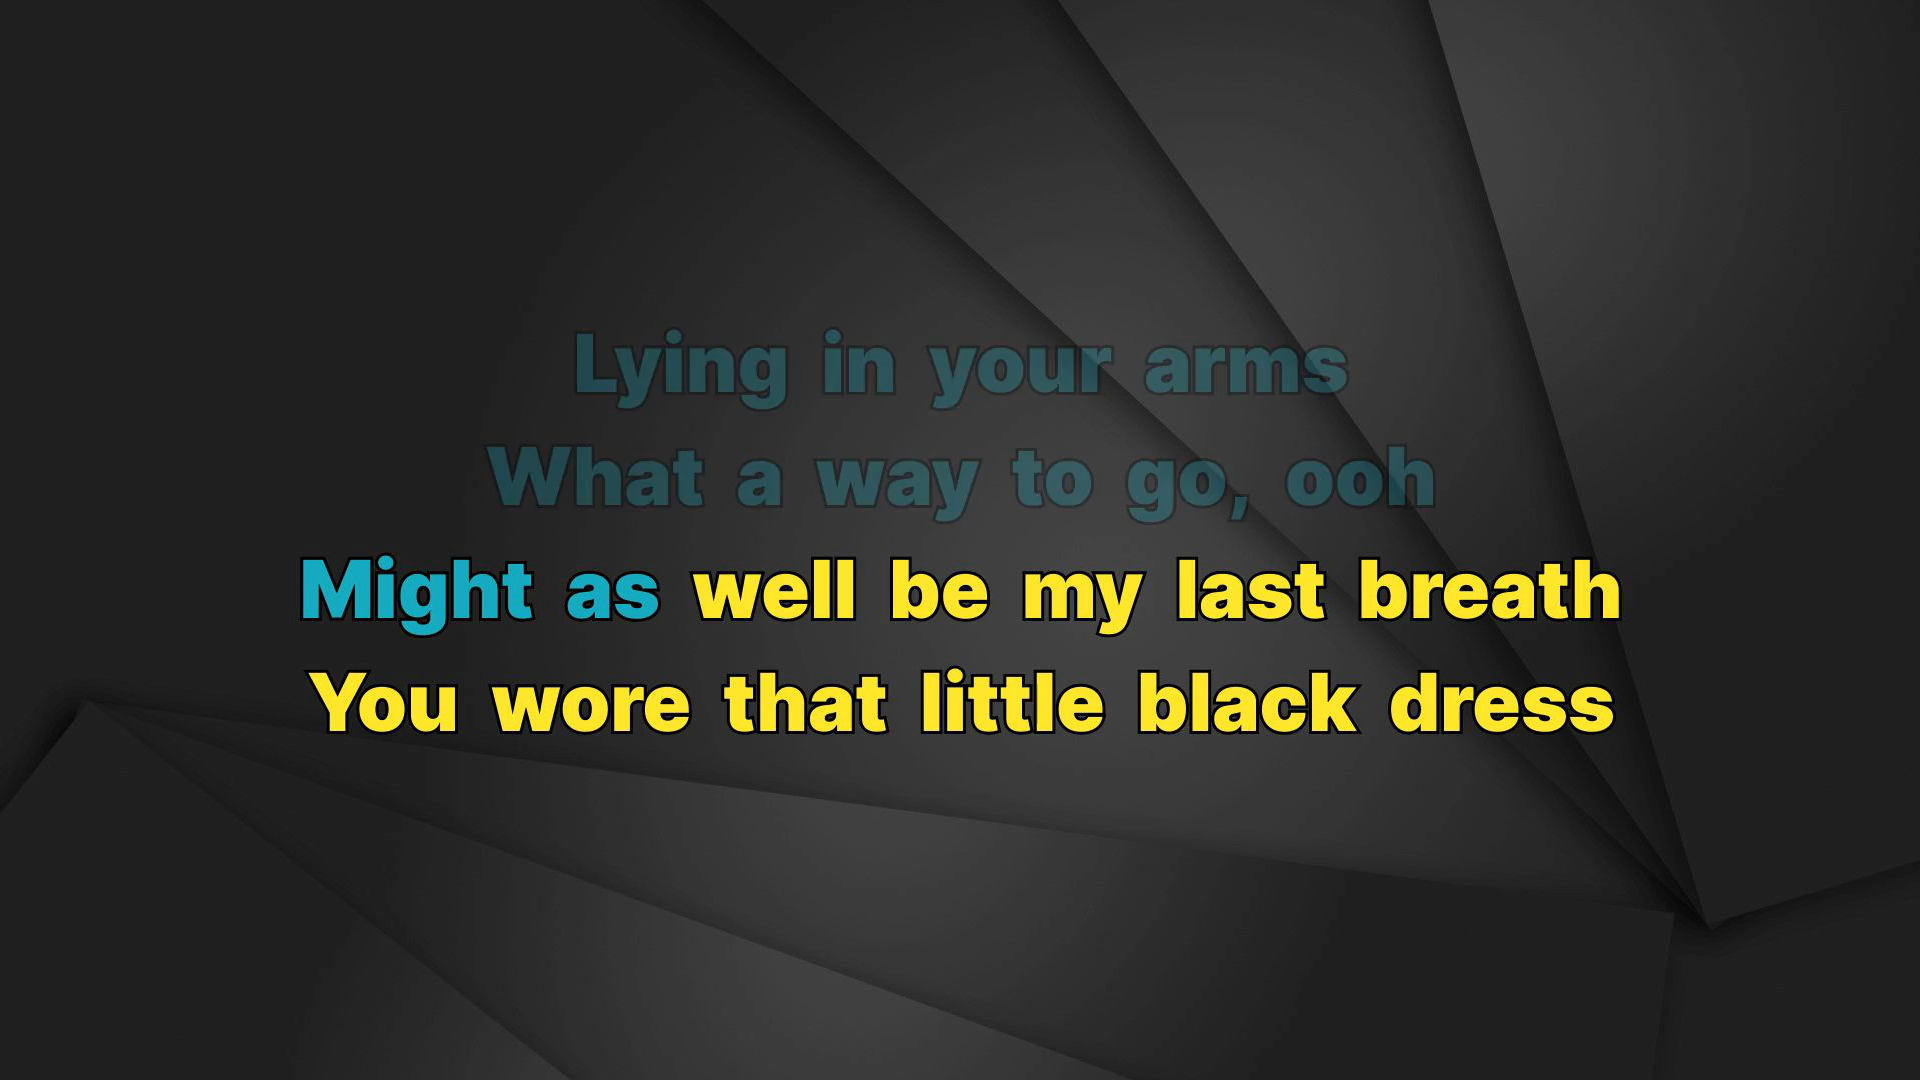 Lying in your arms
What a way to go, ooh
Might as well be my last breath
You wore that little black dress